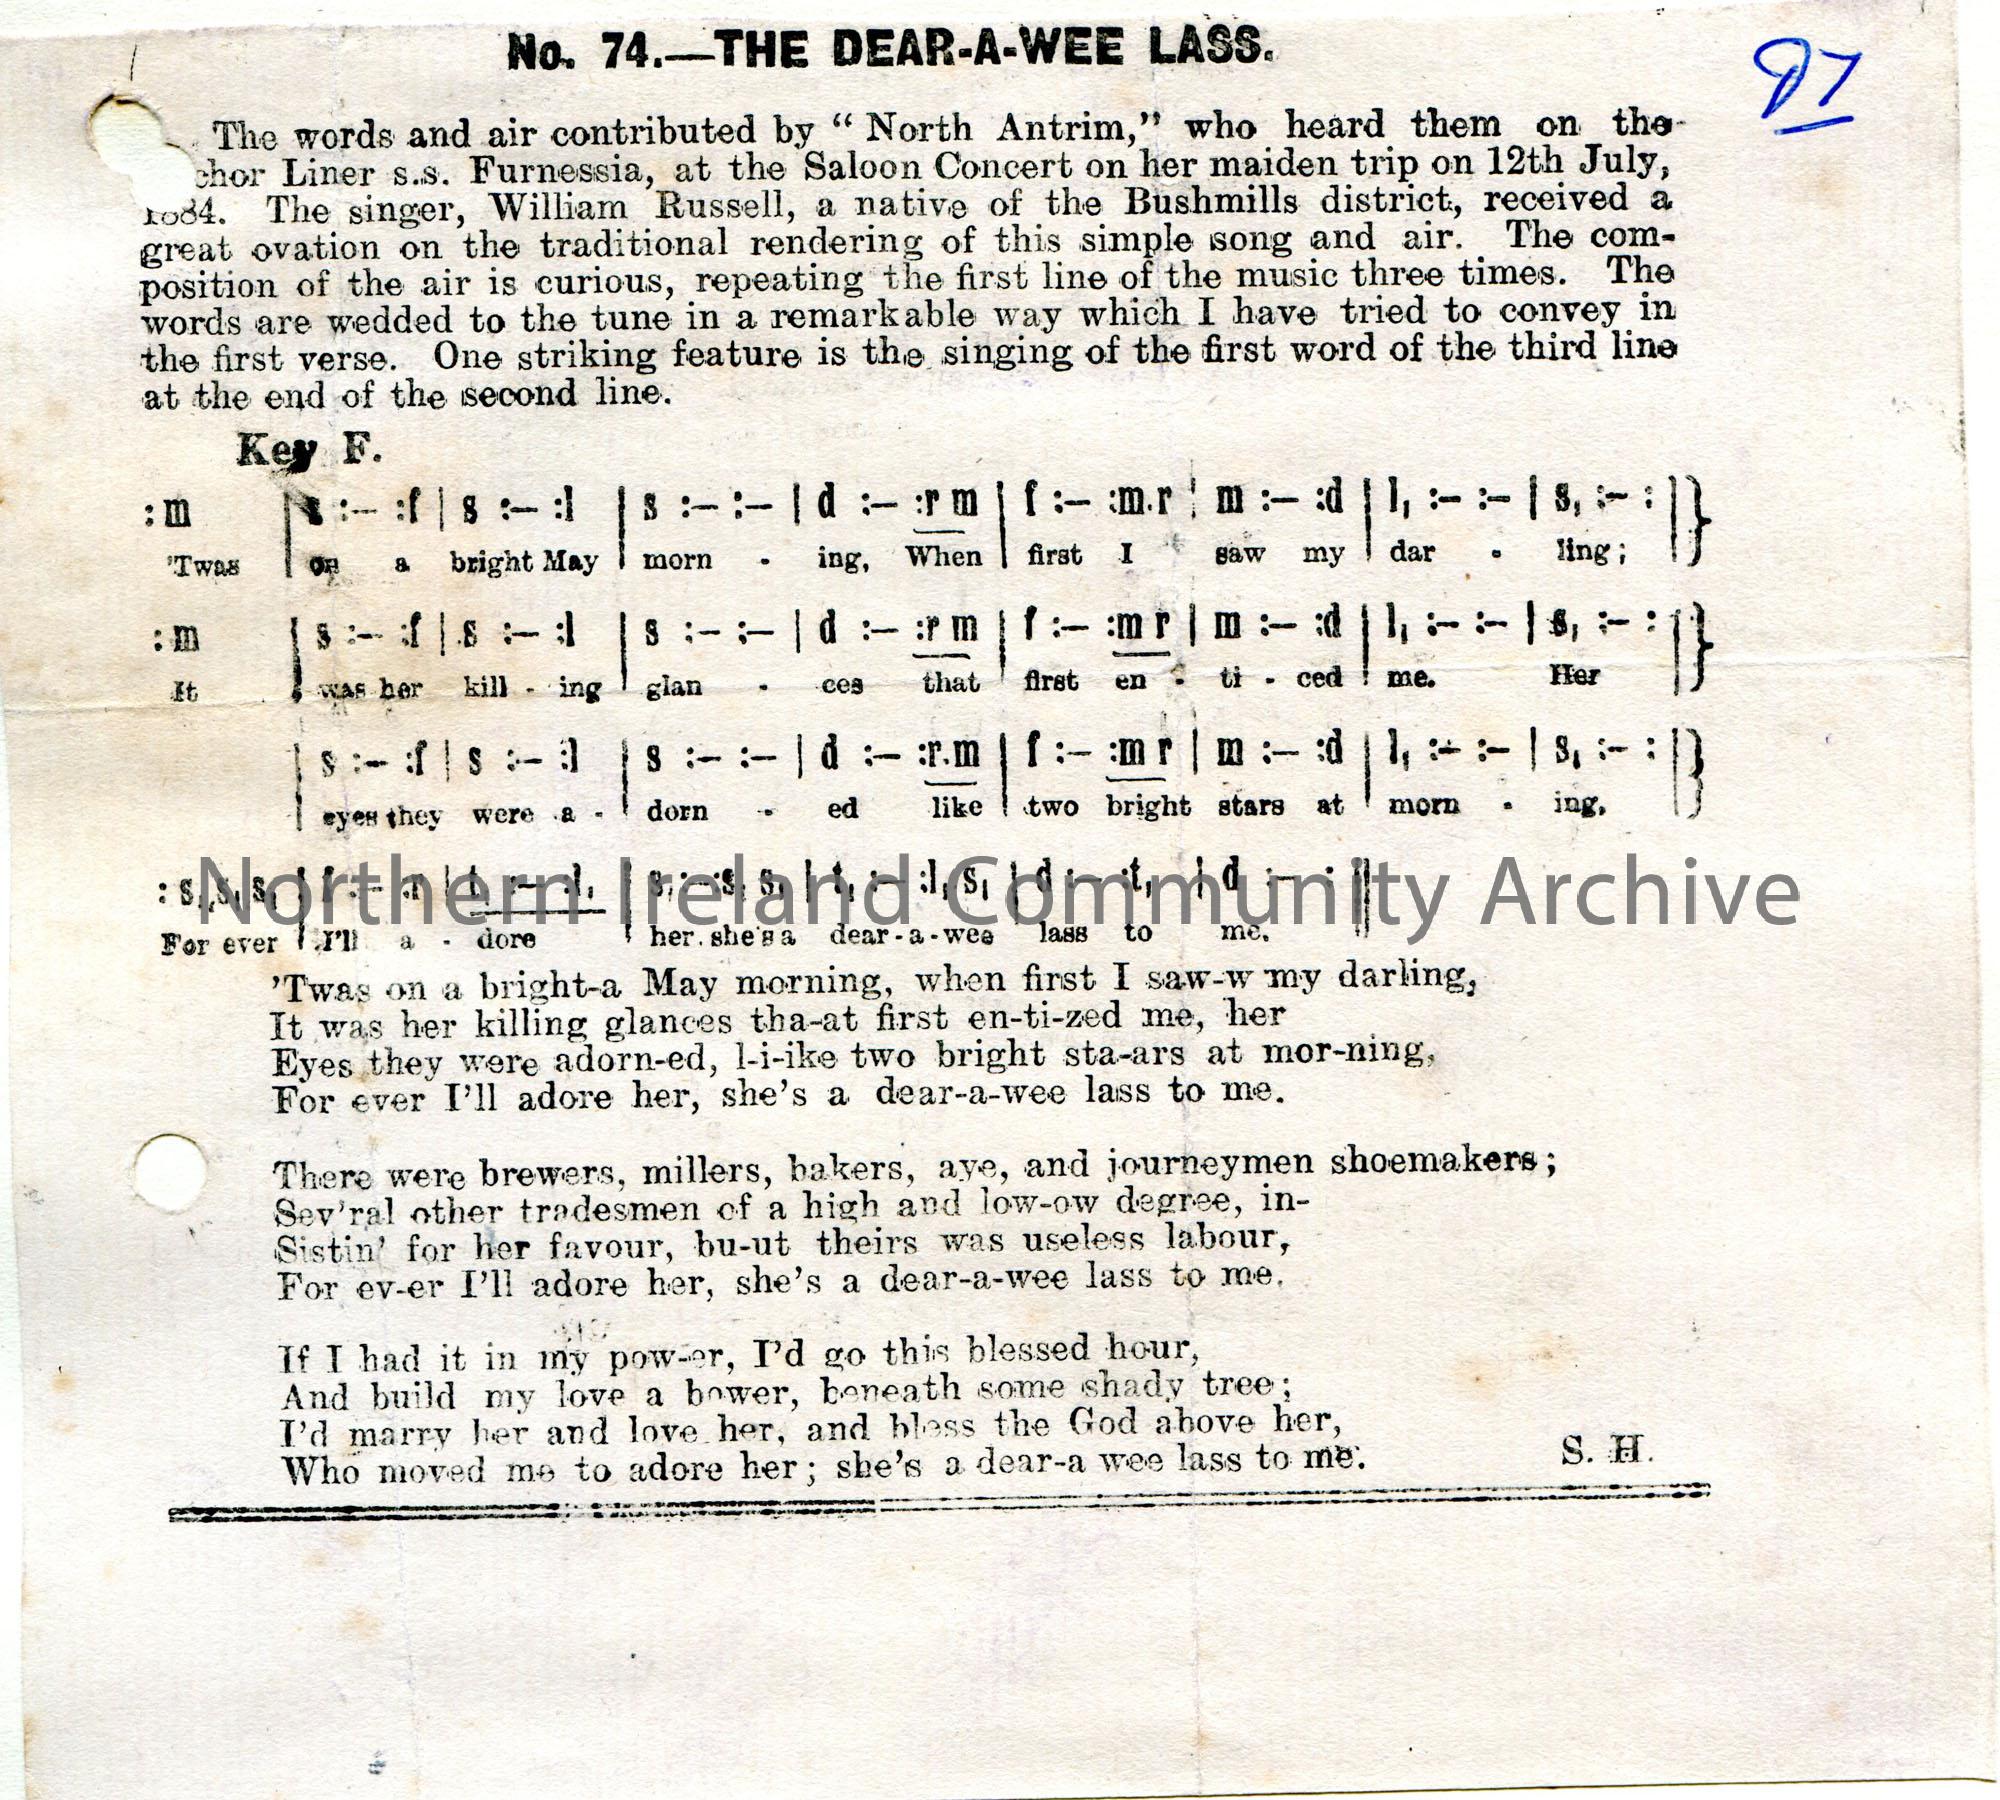 No. 74.—THE DEAR-A-WEE LASS.
97
The words and air contributed by “ North Antrim,” who heard them on the
chor Liner s.s. Furnessia, at the Saloon Concert on her maiden trip on 12th July,
1884. The singer, William Russell, a native of the Bushmills district, received a
great ovation on the traditional rendering of this simple song and air. The com-
position of the air is curious, repeating the first line of the music three times. The
words are wedded to the tune in a remarkable way which I have tried to convey in
the first verse. One striking feature is the singing of the first word of the third line
at the end of the second line.
Key F.
: m | s :— :f | s :— :l | s :— :— | d :— :r m | f :— :m.r | m :— :d | l, :— :— | s, :— : | }
'Twas on a bright May morn - ing, When first I saw my dar - ling ;
: m | s :— :f | s :— :l | s :— :— | d :— :r m | f :— :m r | m :— :d | l, :— :— | s, :— : | }
It was her kill - ing glan - ces that first en - ti - ced me. Her
| s :— :f | s :— :l | s :— :— | d :— :r.m | f :— :m r | m :— :d | l, :— :— | s, :— : | }
eyes they were a - dorn - ed like two bright stars at morn - ing,
: s, s, s, | f :— :r | t, :— :l, | s, :— :s, s, | t, :— :l, s, | d :— :t, | d :— : ||
For ever I'll a - dore her. she's a dear - a - wee lass to me.
Northern Ireland Community Archive
'Twas on a bright-a May morning, when first I saw-w my darling,
It was her killing glances tha-at first en-ti-zed me, her
Eyes they were adorn-ed, l-i-ike two bright sta-ars at mor-ning,
For ever I'll adore her, she's a dear-a-wee lass to me.
There were brewers, millers, bakers, aye, and journeymen shoemakers ;
Sev'ral other tradesmen of a high and low-ow degree, in-
Sistin' for her favour, bu-ut theirs was useless labour,
For ev-er I'll adore her, she's a dear-a-wee lass to me.
If I had it in my pow-er, I'd go this blessed hour,
And build my love a bower, beneath some shady tree ;
I'd marry her and love her, and bless the God above her,
Who moved me to adore her ; she's a dear-a wee lass to me.
S. H.